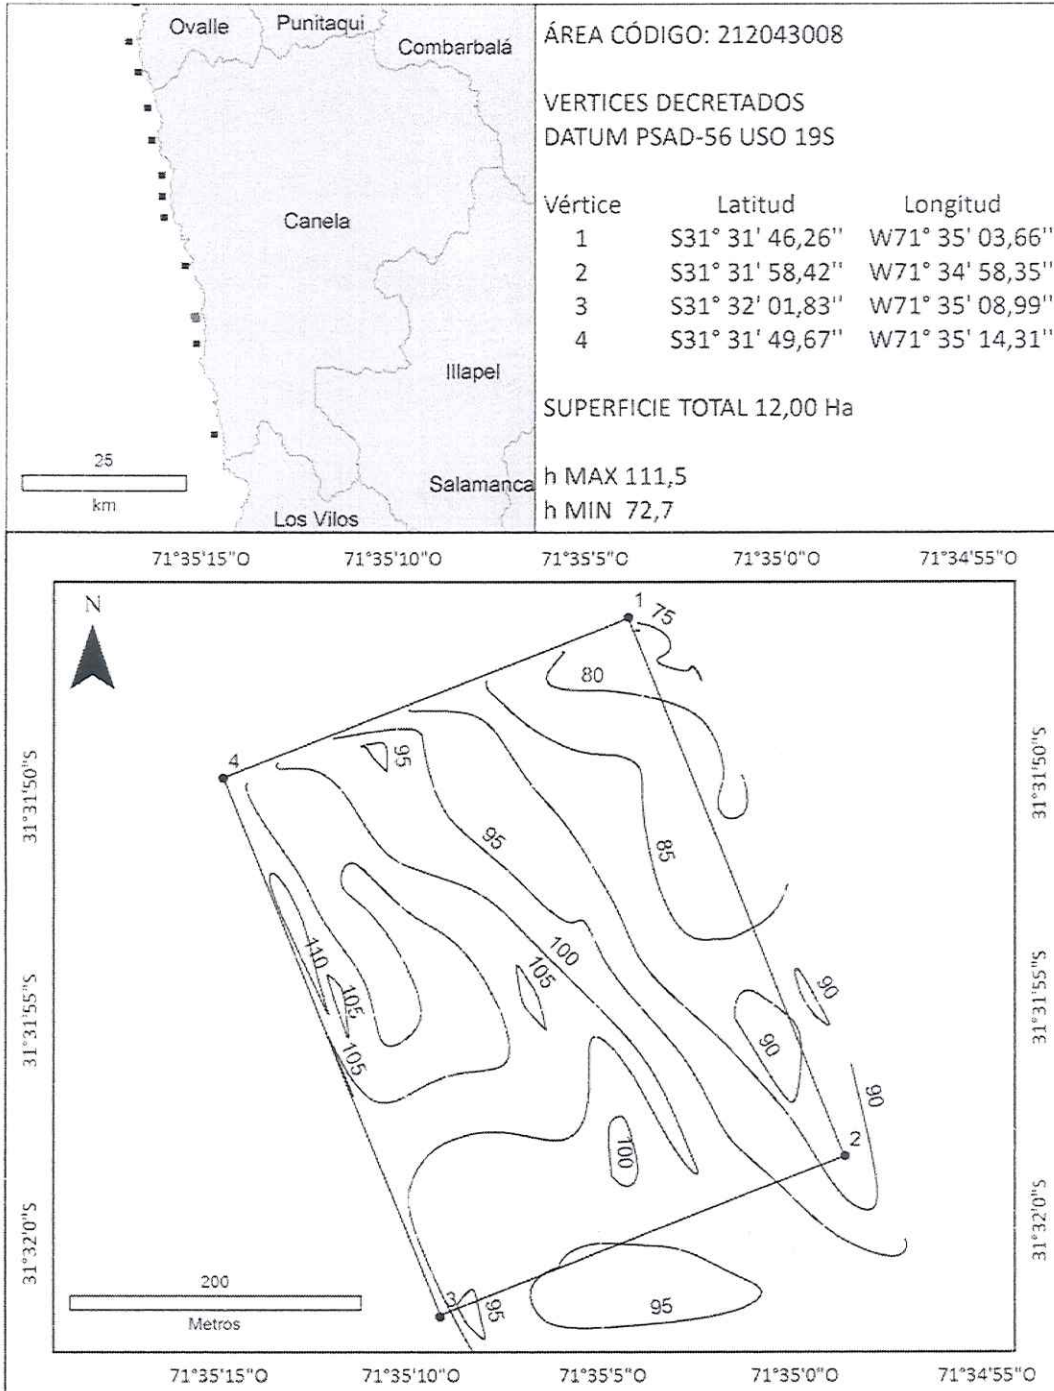 Ovalle
Punitaqui
Combarbalá
Canela
Illapel
Salamanca
Los Vilos
25
km
ÁREA CÓDIGO: 212043008
VERTICES DECRETADOS
DATUM PSAD-56 USO 19S
Vértice Latitud Longitud
1 S31° 31' 46,26'' W71° 35' 03,66''
2 S31° 31' 58,42'' W71° 34' 58,35''
3 S31° 32' 01,83'' W71° 35' 08,99''
4 S31° 31' 49,67'' W71° 35' 14,31''
SUPERFICIE TOTAL 12,00 Ha
h MAX 111,5
h MIN 72,7
71°35'15"O 71°35'10"O 71°35'5"O 71°35'0"O 71°34'55"O
N
1
75
80
4
95
31°31'50"S
31°31'50"S
95
85
100
110
105
105
90
31°31'55"S
31°31'55"S
105
90
90
2
100
31°32'0"S
31°32'0"S
200
Metros
3
95
95
71°35'15"O 71°35'10"O 71°35'5"O 71°35'0"O 71°34'55"O